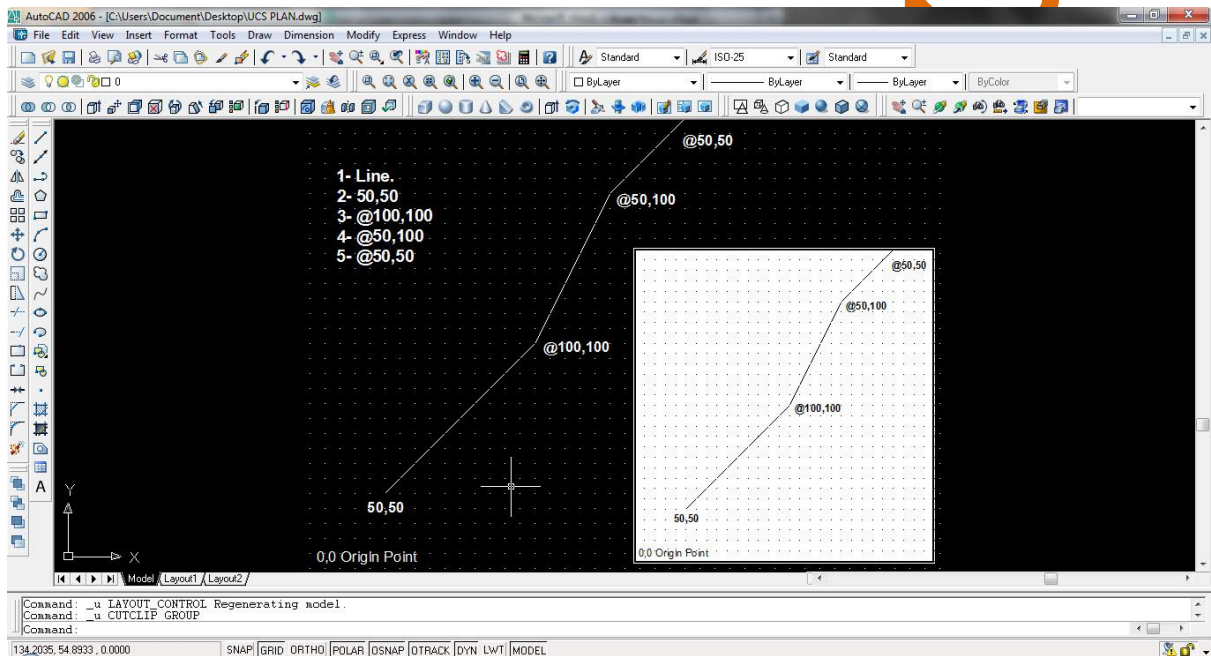 AutoCAD 2006 - [C:\Users\Document\Desktop\UCS PLAN.dwg]
File Edit View Insert Format Tools Draw Dimension Modify Express Window Help
Standard ISO-25 Standard
0 ByLayer ByLayer ByLayer ByColor
@50,50
1- Line.
2- 50,50
3- @100,100
4- @50,100
5- @50,50
@50,100
@100,100
50,50
0,0 Origin Point
@50,50
@50,100
@100,100
50,50
0,0 Origin Point
Y
X
A
Model Layout1 Layout2
Command: _u LAYOUT_CONTROL Regenerating model.
Command: _u CUTCLIP GROUP
Command:
134.2035, 54.8933 , 0.0000 SNAP GRID ORTHO POLAR OSNAP OTRACK DYN LWT MODEL